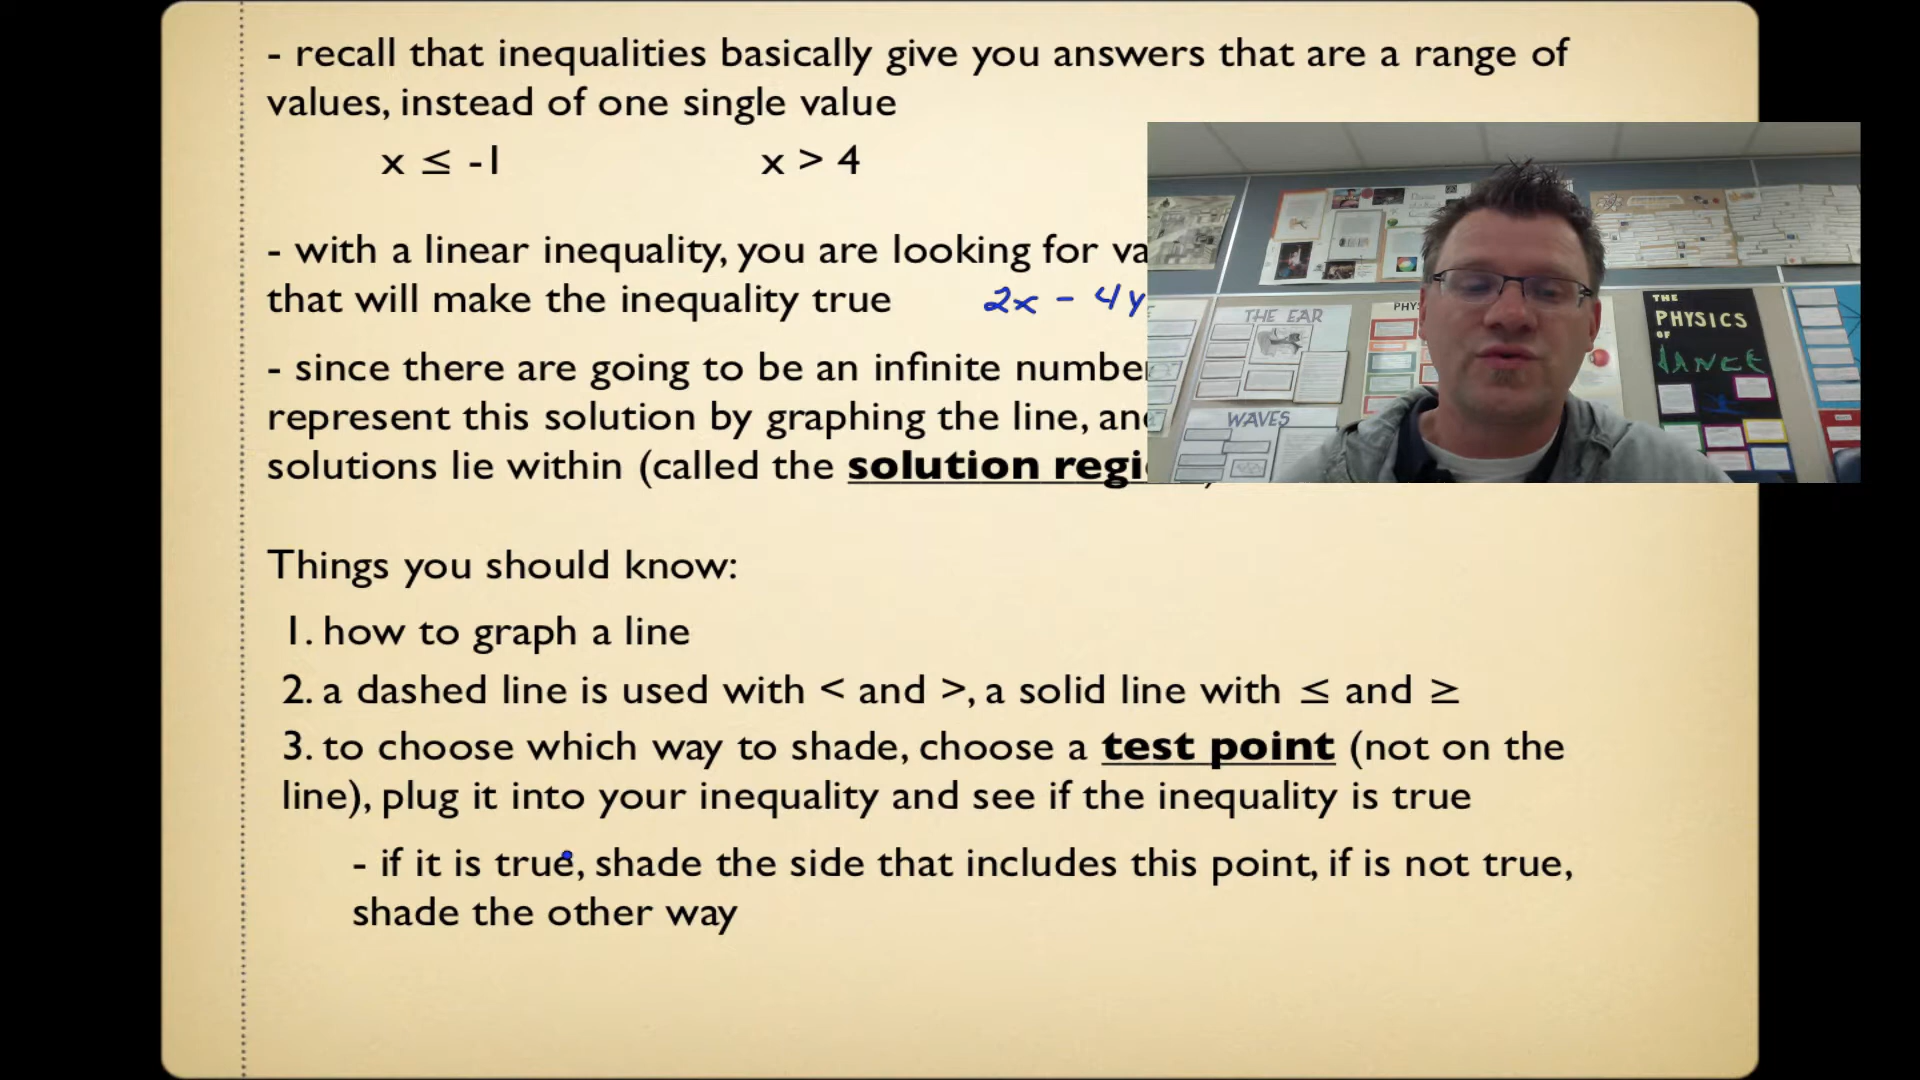 - recall that inequalities basically give you answers that are a range of
values, instead of one single value
x ≤ -1 x > 4
- with a linear inequality, you are looking for va
that will make the inequality true 2x - 4y
- since there are going to be an infinite number
represent this solution by graphing the line, and
solutions lie within (called the solution regi
THE EAR
WAVES
PHY
THE
PHYSICS
OF
DANCE
Things you should know:
1. how to graph a line
2. a dashed line is used with < and >, a solid line with ≤ and ≥
3. to choose which way to shade, choose a test point (not on the
line), plug it into your inequality and see if the inequality is true
- if it is true, shade the side that includes this point, if is not true,
shade the other way